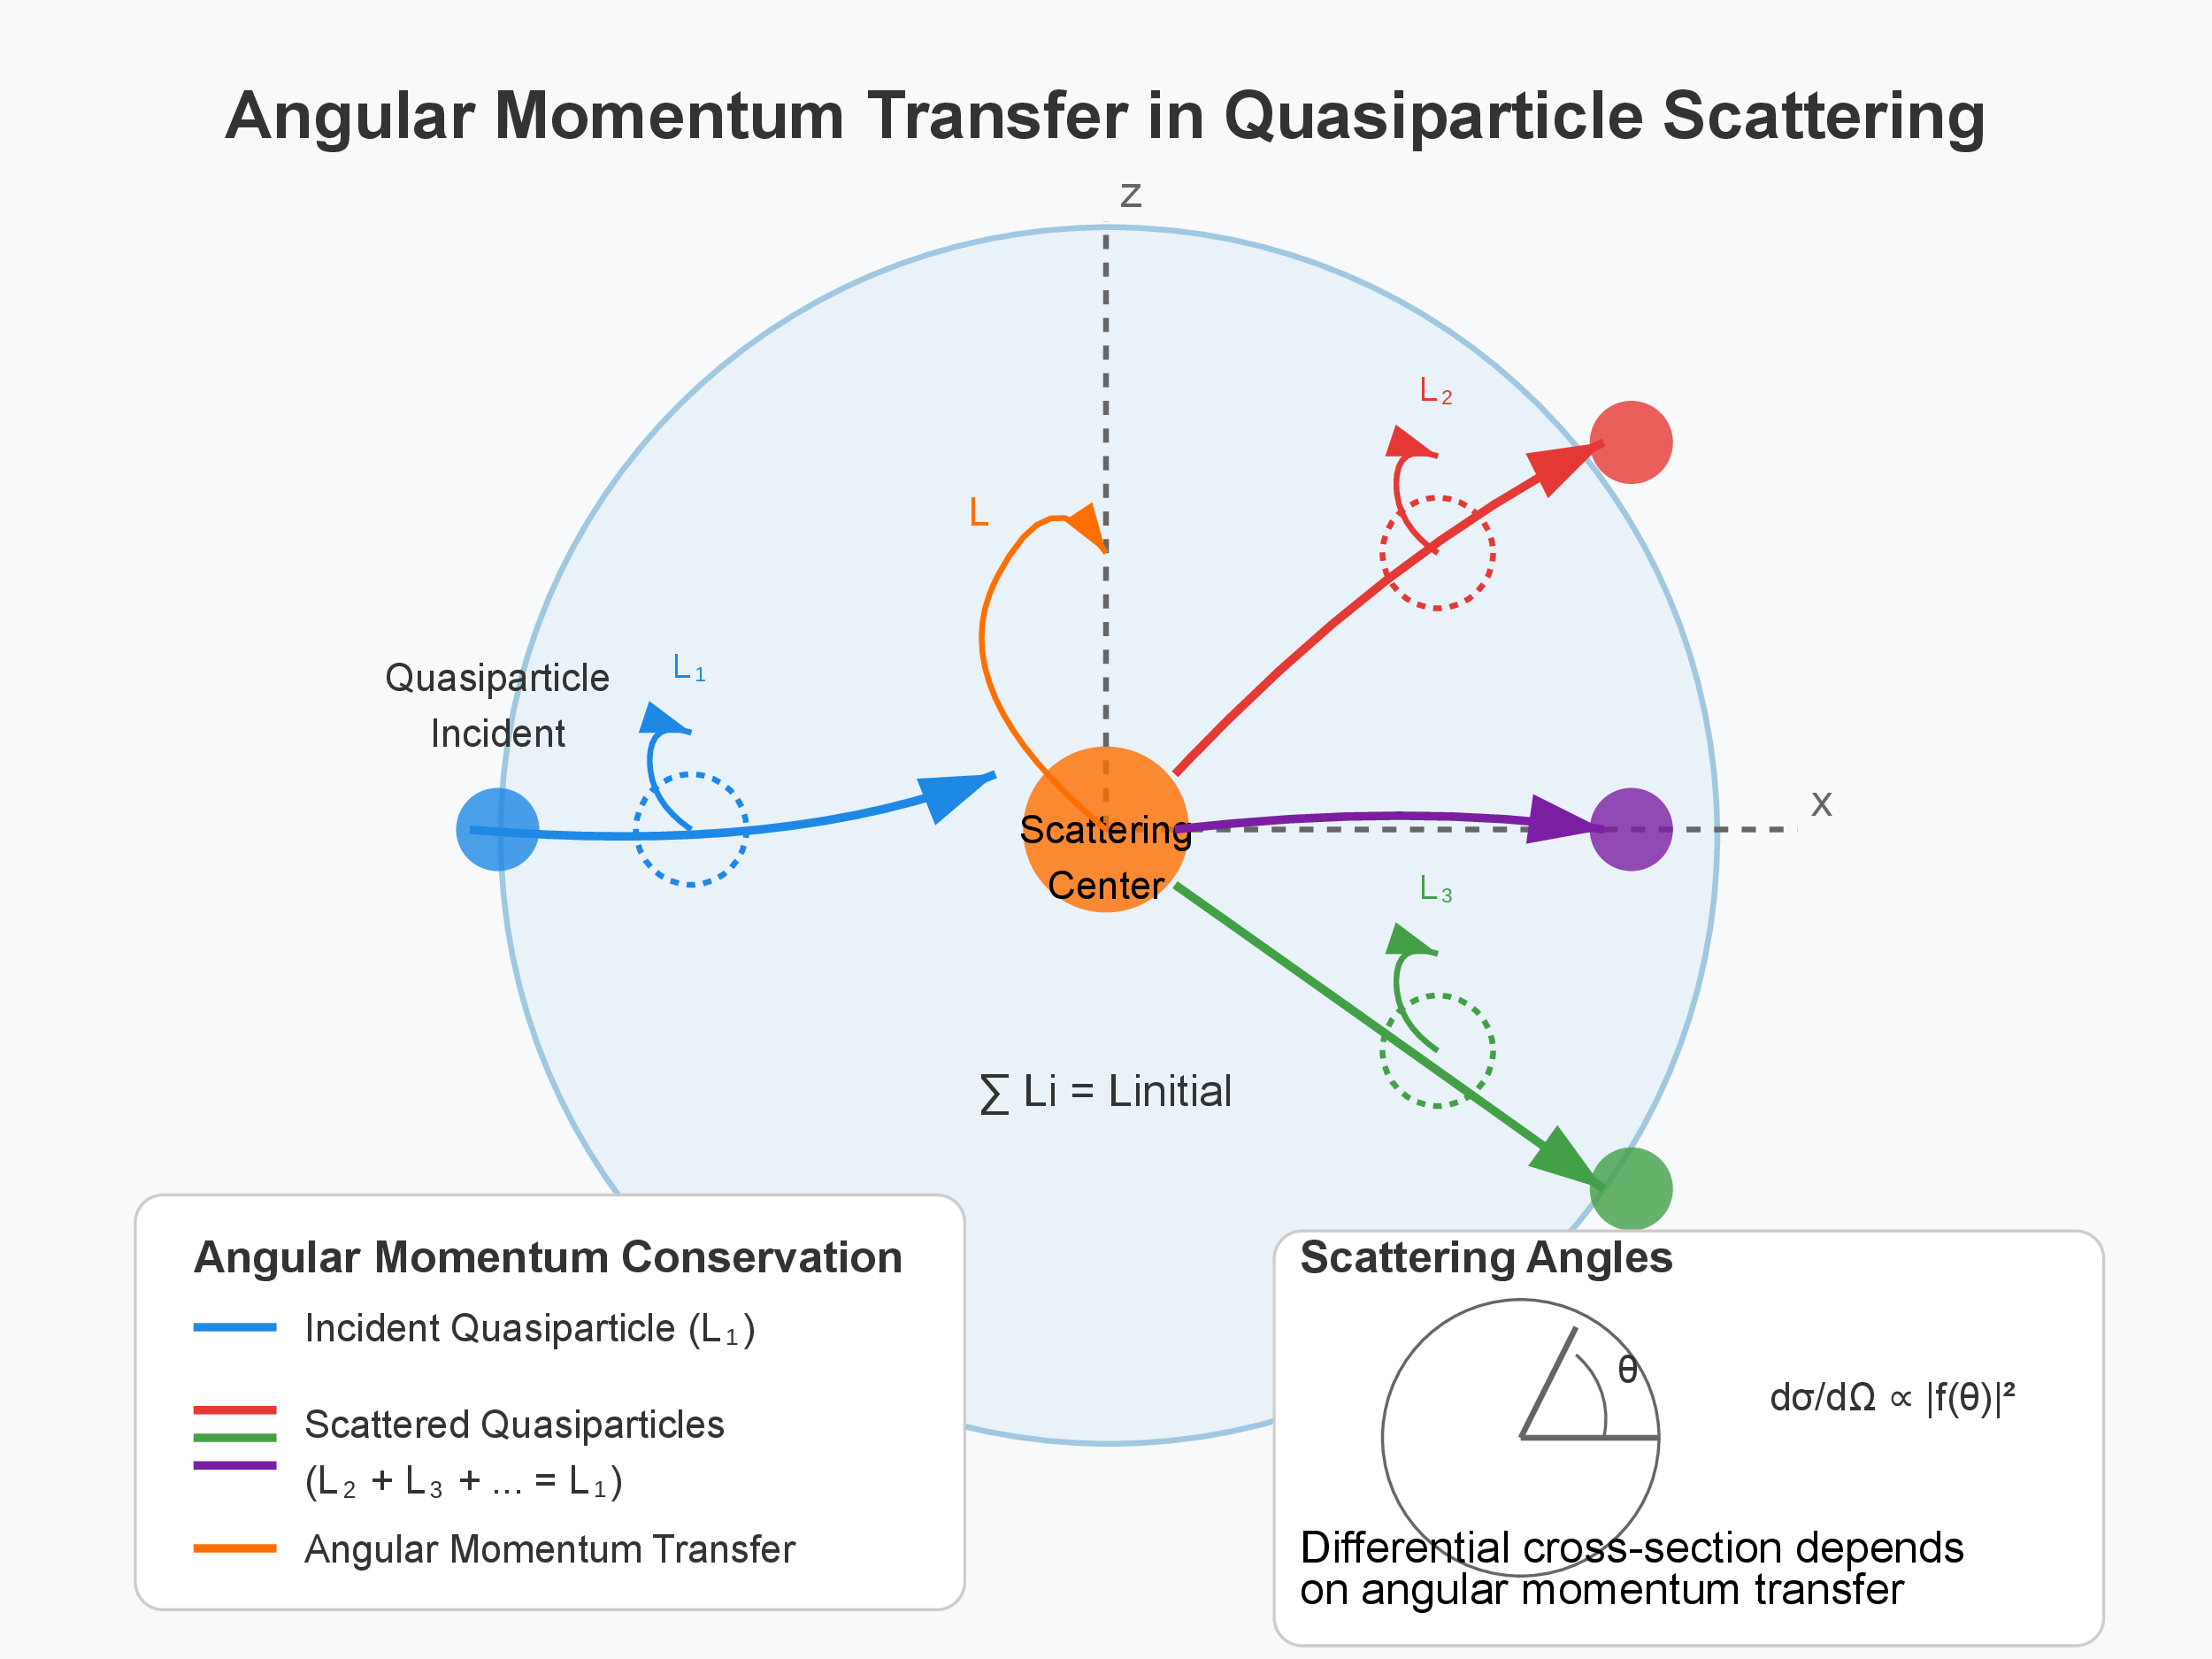 Angular Momentum Transfer in Quasiparticle Scattering
z
L₂
L
Quasiparticle
Incident
L₁
x
Scattering
Center
L₃
∑ Li = Linitial
Angular Momentum Conservation
Incident Quasiparticle (L₁)
Scattered Quasiparticles
(L₂ + L₃ + ... = L₁)
Angular Momentum Transfer
Scattering Angles
θ
dσ/dΩ ∝ |f(θ)|²
Differential cross-section depends
on angular momentum transfer